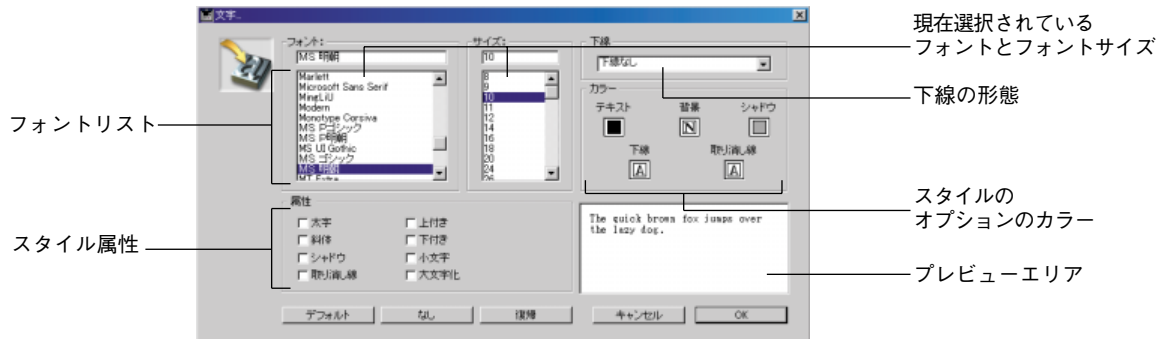 文字...
フォント:
MS 明朝
Marlett
Microsoft Sans Serif
MingLiU
Modern
Monotype Corsiva
MS Pゴシック
MS P明朝
MS UI Gothic
MS ゴシック
MS 明朝
MT Extra
サイズ:
10
8
9
10
11
12
14
16
18
20
24
26
下線
下線なし
カラー
テキスト
背景
シャドウ
N
下線
取り消し線
A
A
属性
太字
上付き
斜体
下付き
シャドウ
小文字
取り消し線
大文字化
The quick brown fox jumps over
the lazy dog.
デフォルト
なし
復帰
キャンセル
OK
フォントリスト
スタイル属性
現在選択されている
フォントとフォントサイズ
下線の形態
スタイルの
オプションのカラー
プレビューエリア